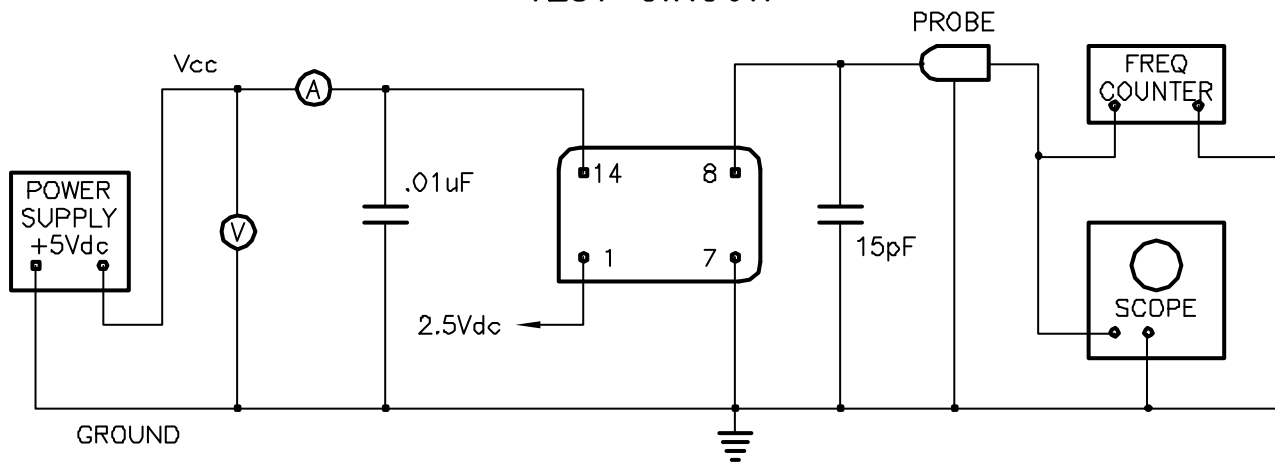 PROBE
Vcc
A
FREQ
COUNTER
14
8
.01uF
POWER
SUPPLY
+5Vdc
V
1
7
15pF
2.5Vdc
SCOPE
GROUND